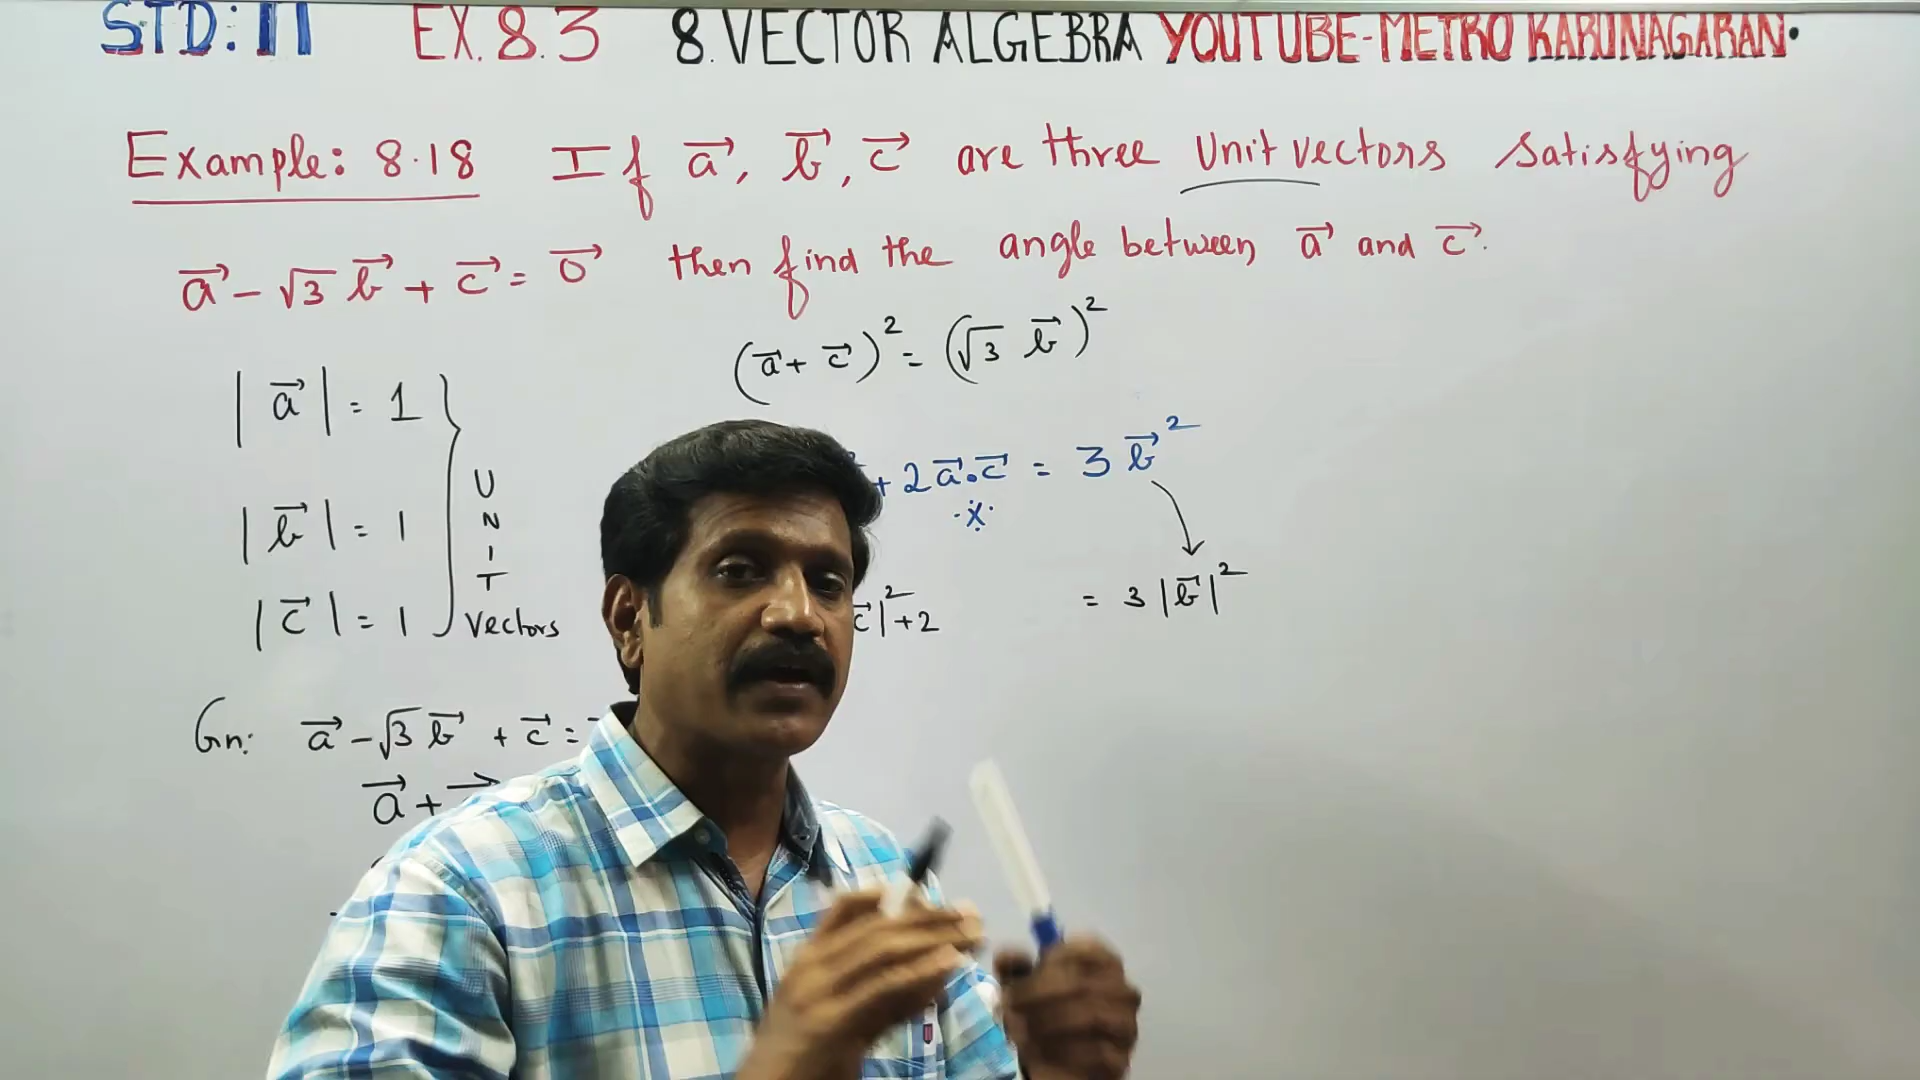 STD: 11 EX. 8.3 8. VECTOR ALGEBRA YOUTUBE-METRO KARUNAGARAN.
Example: 8.18 If a⃗, b⃗, c⃗ are three Unit vectors satisfying
a⃗ - √3 b⃗ + c⃗ = 0⃗ then find the angle between a⃗ and c⃗.
(a⃗ + c⃗)² = (√3 b⃗)²
|a⃗| = 1
+ 2a⃗•c⃗ = 3b⃗²
|b⃗| = 1
|c⃗| = 1
UNIT
vectors
c⃗|² + 2 = 3|b⃗|²
Gn: a⃗ - √3 b⃗ + c⃗ =
a⃗ +